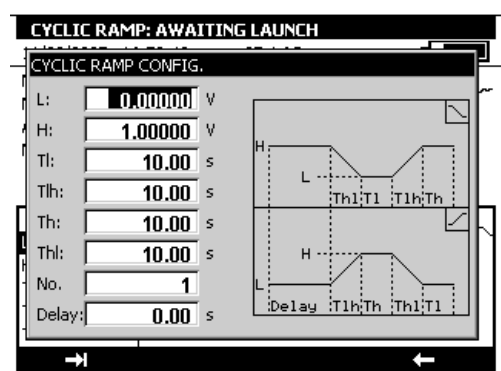 CYCLIC RAMP: AWAITING LAUNCH
CYCLIC RAMP CONFIG.
L: 0.00000 V
H: 1.00000 V
Tl: 10.00 s
Tlh: 10.00 s
Th: 10.00 s
Thl: 10.00 s
No. 1
Delay: 0.00 s
H
L
Thl Tl Tlh Th
H
L
Delay Tlh Th Thl Tl